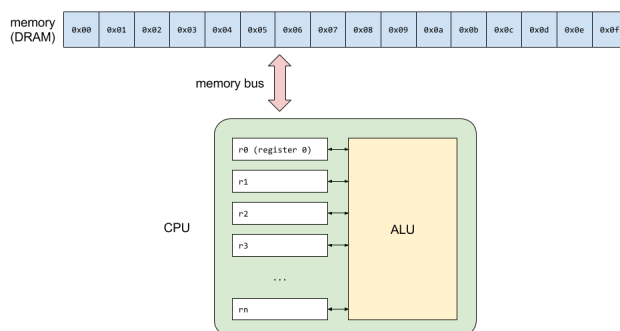 memory
(DRAM)
0x00 0x01 0x02 0x03 0x04 0x05 0x06 0x07 0x08 0x09 0x0a 0x0b 0x0c 0x0d 0x0e 0x0f
memory bus
r0 (register 0)
r1
r2
CPU
ALU
r3
...
rn